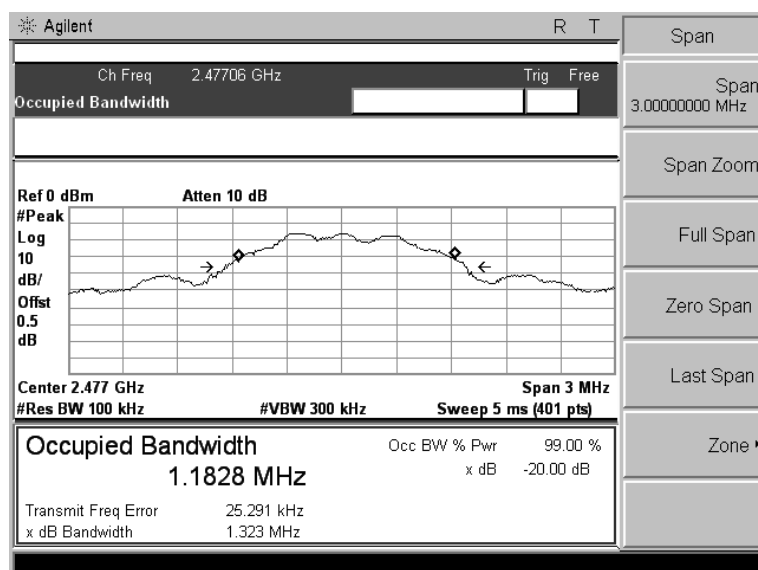 Agilent
R T
Span
Ch Freq 2.47706 GHz Trig Free
Occupied Bandwidth
Span
3.00000000 MHz
Span Zoom
Ref 0 dBm Atten 10 dB
#Peak
Log
10
dB/
Offst
0.5
dB
Full Span
Zero Span
Last Span
Center 2.477 GHz Span 3 MHz
#Res BW 100 kHz #VBW 300 kHz Sweep 5 ms (401 pts)
Occupied Bandwidth
1.1828 MHz
Occ BW % Pwr 99.00 %
x dB -20.00 dB
Transmit Freq Error 25.291 kHz
x dB Bandwidth 1.323 MHz
Zone